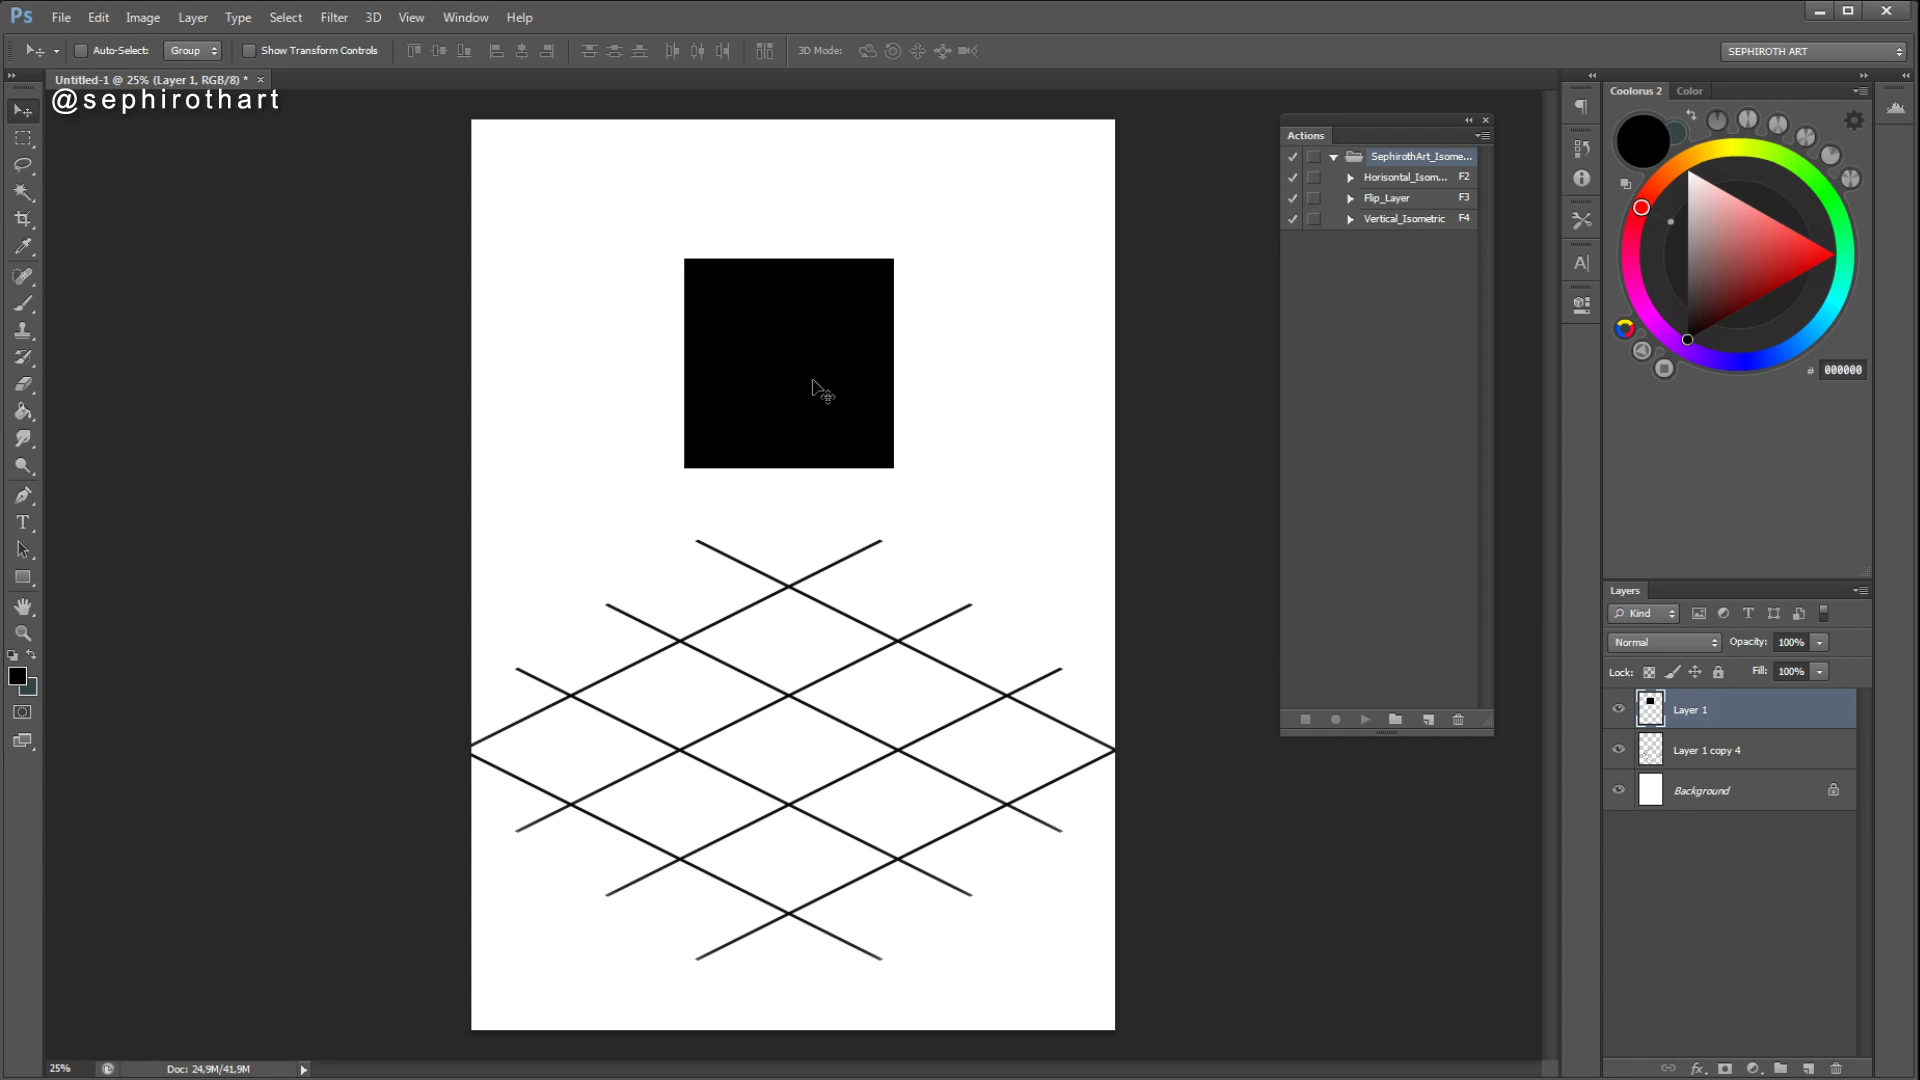 Ps File Edit Image Layer Type Select Filter 3D View Window Help
Auto-Select: Group Show Transform Controls 3D Mode: SEPHIROTH ART
Untitled-1 @ 25% (Layer 1, RGB/8) * ×
@sephirothart
Actions
SephirothArt_Isome...
Horisontal_Isom... F2
Flip_Layer F3
Vertical_Isometric F4
Coolorus 2 Color
# 000000
Layers
Kind
Normal Opacity: 100%
Lock: Fill: 100%
Layer 1
Layer 1 copy 4
Background
25% Doc: 24,9M/41,9M